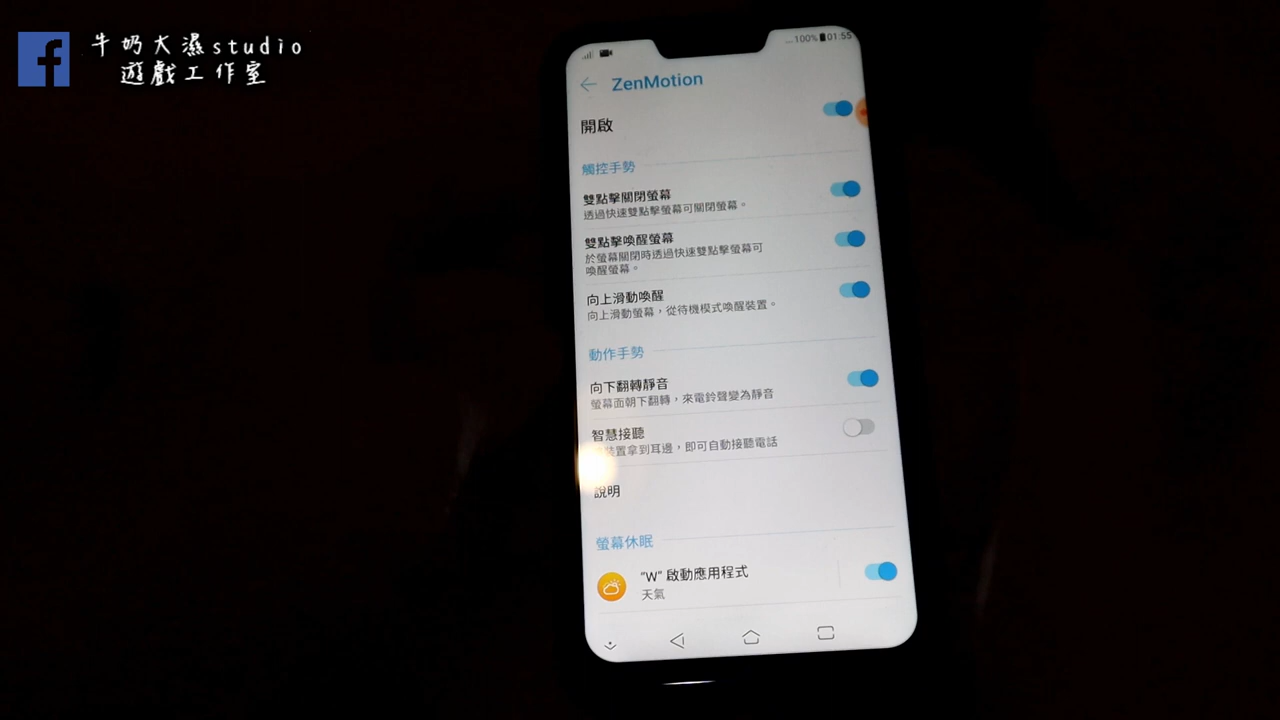 牛奶大濕studio
遊戲工作室
100% 01:55
ZenMotion
開啟
觸控手勢
雙點擊關閉螢幕
透過快速雙點擊螢幕可關閉螢幕。
雙點擊喚醒螢幕
於螢幕關閉時透過快速雙點擊螢幕可
喚醒螢幕。
向上滑動喚醒
向上滑動螢幕，從待機模式喚醒裝置。
動作手勢
向下翻轉靜音
螢幕面朝下翻轉，來電鈴聲變為靜音
智慧接聽
裝置拿到耳邊，即可自動接聽電話
說明
螢幕休眠
“W” 啟動應用程式
天氣